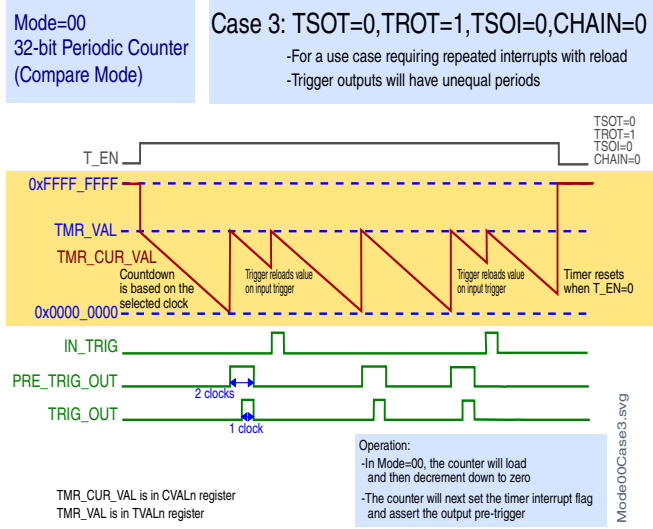 Mode=00
32-bit Periodic Counter
(Compare Mode)
Case 3: TSOT=0,TROT=1,TSOI=0,CHAIN=0
-For a use case requiring repeated interrupts with reload
-Trigger outputs will have unequal periods
TSOT=0
TROT=1
TSOI=0
CHAIN=0
T_EN
0xFFFF_FFFF
TMR_VAL
TMR_CUR_VAL
Countdown
is based on the
selected clock
Trigger reloads value
on input trigger
Trigger reloads value
on input trigger
Timer resets
when T_EN=0
0x0000_0000
IN_TRIG
PRE_TRIG_OUT
2 clocks
TRIG_OUT
1 clock
Operation:
-In Mode=00, the counter will load
and then decrement down to zero
-The counter will next set the timer interrupt flag
and assert the output pre-trigger
TMR_CUR_VAL is in CVALn register
TMR_VAL is in TVALn register
Mode00Case3.svg